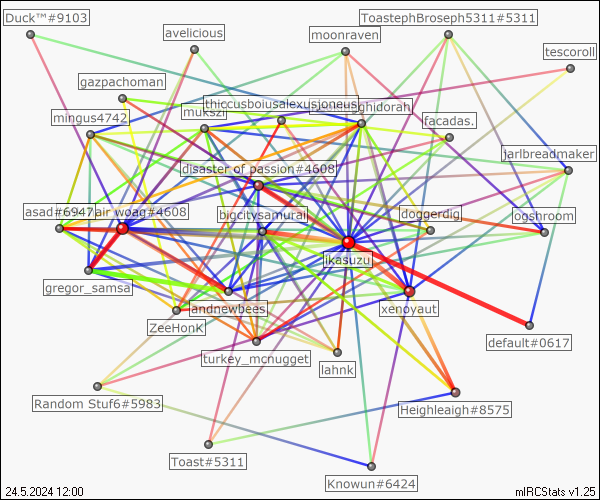 Duck™#9103
ToastephBroseph5311#5311
avelicious
moonraven
tescoroll
gazpachoman
thiccusboiusalexusjoneus
mukszi
mingus4742
facadas.
disaster of passion#4608
jarlbreadmaker
asad#6947
air woag#4608
bigcitysamurai
doggerdig
logshroom
ikasuzu
gregor_samsa
andnewbees
xenoyaut
ZeeHonK
turkey_mcnugget
lahnk
default#0617
Random Stuf6#5983
Heighleaigh#8575
Toast#5311
Knowun#6424
24.5.2024 12:00
mIRCStats v1.25